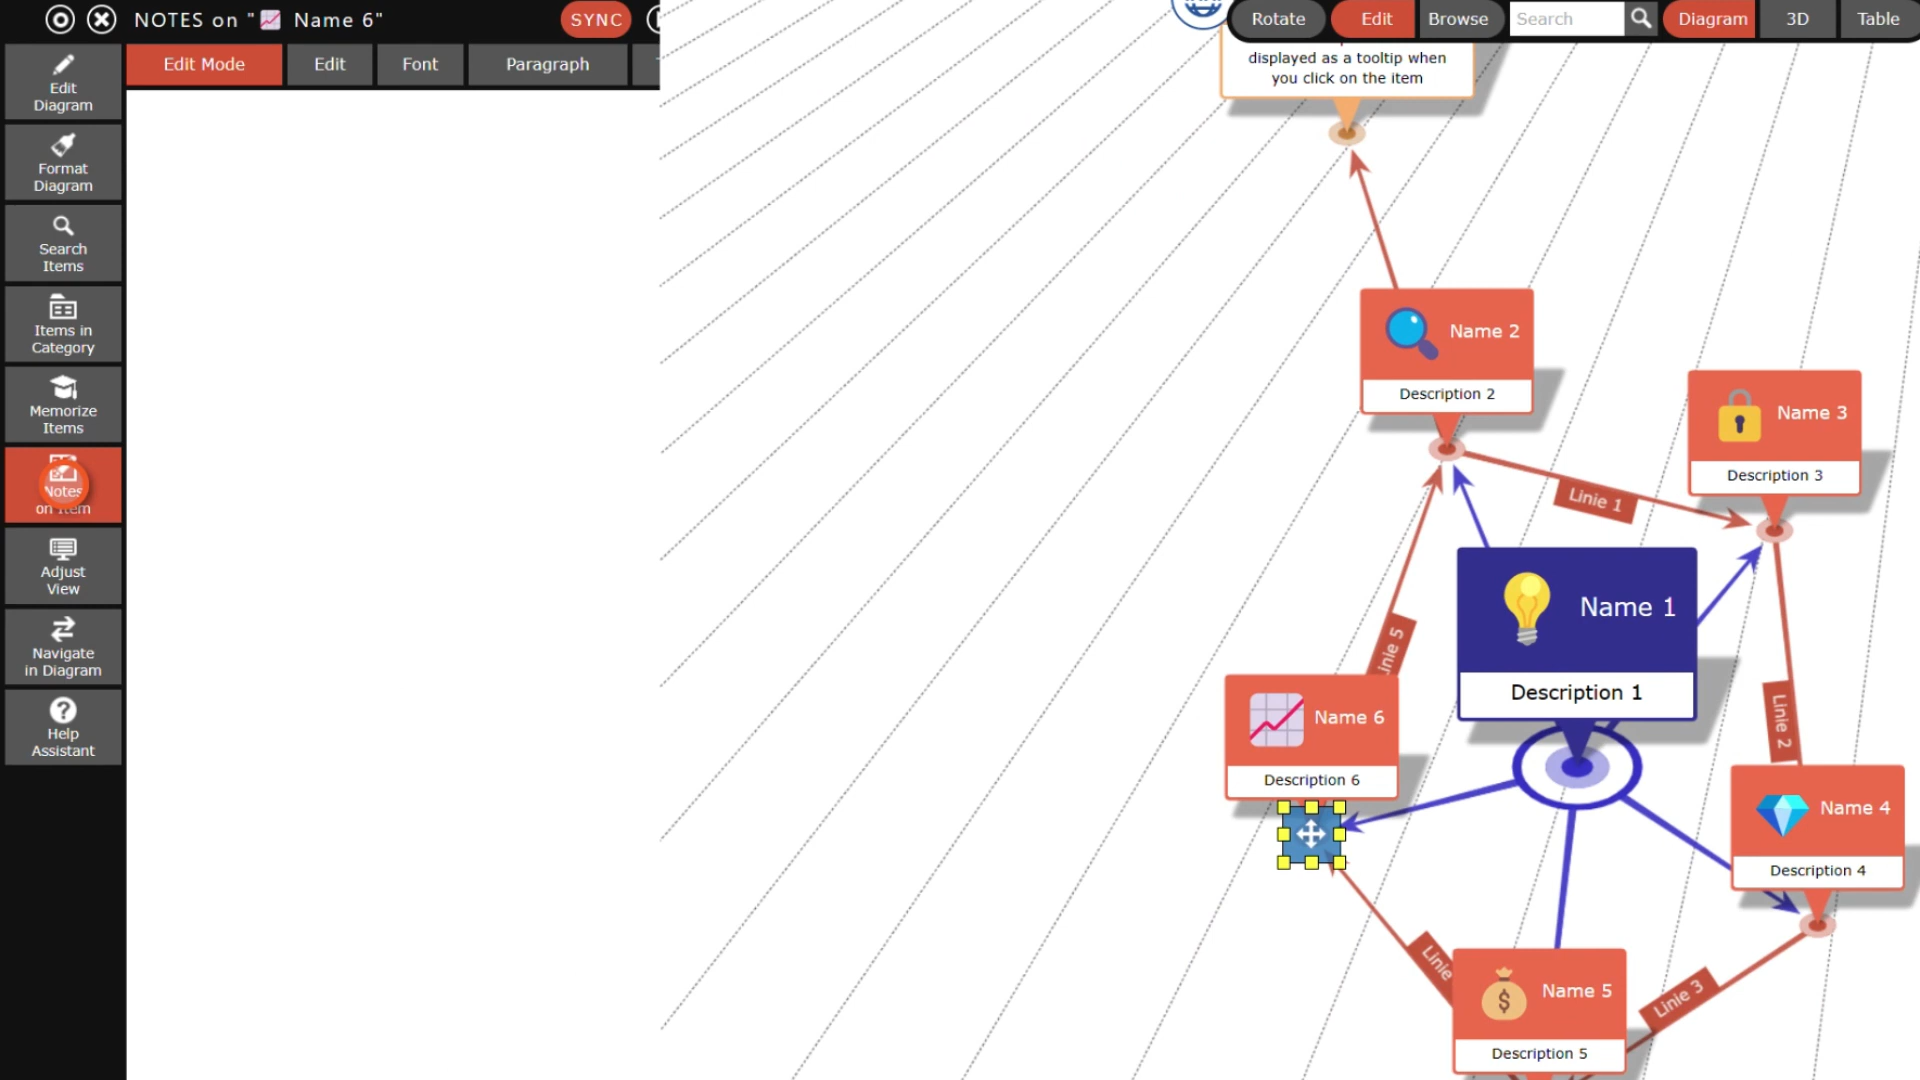 NOTES on "📈 Name 6"
SYNC
Rotate
Edit
Browse
Search
Diagram
3D
Table
Edit Mode
Edit
Font
Paragraph
Edit
Diagram
Format
Diagram
Search
Items
Items in
Category
Memorize
Items
Notes
on Item
Adjust
View
Navigate
in Diagram
Help
Assistant
displayed as a tooltip when
you click on the item
Name 2
Description 2
Name 3
Description 3
Linie 1
Name 1
Description 1
inie 5
Name 6
Description 6
Linie 2
Name 4
Description 4
Linie
Name 5
Description 5
Linie 3